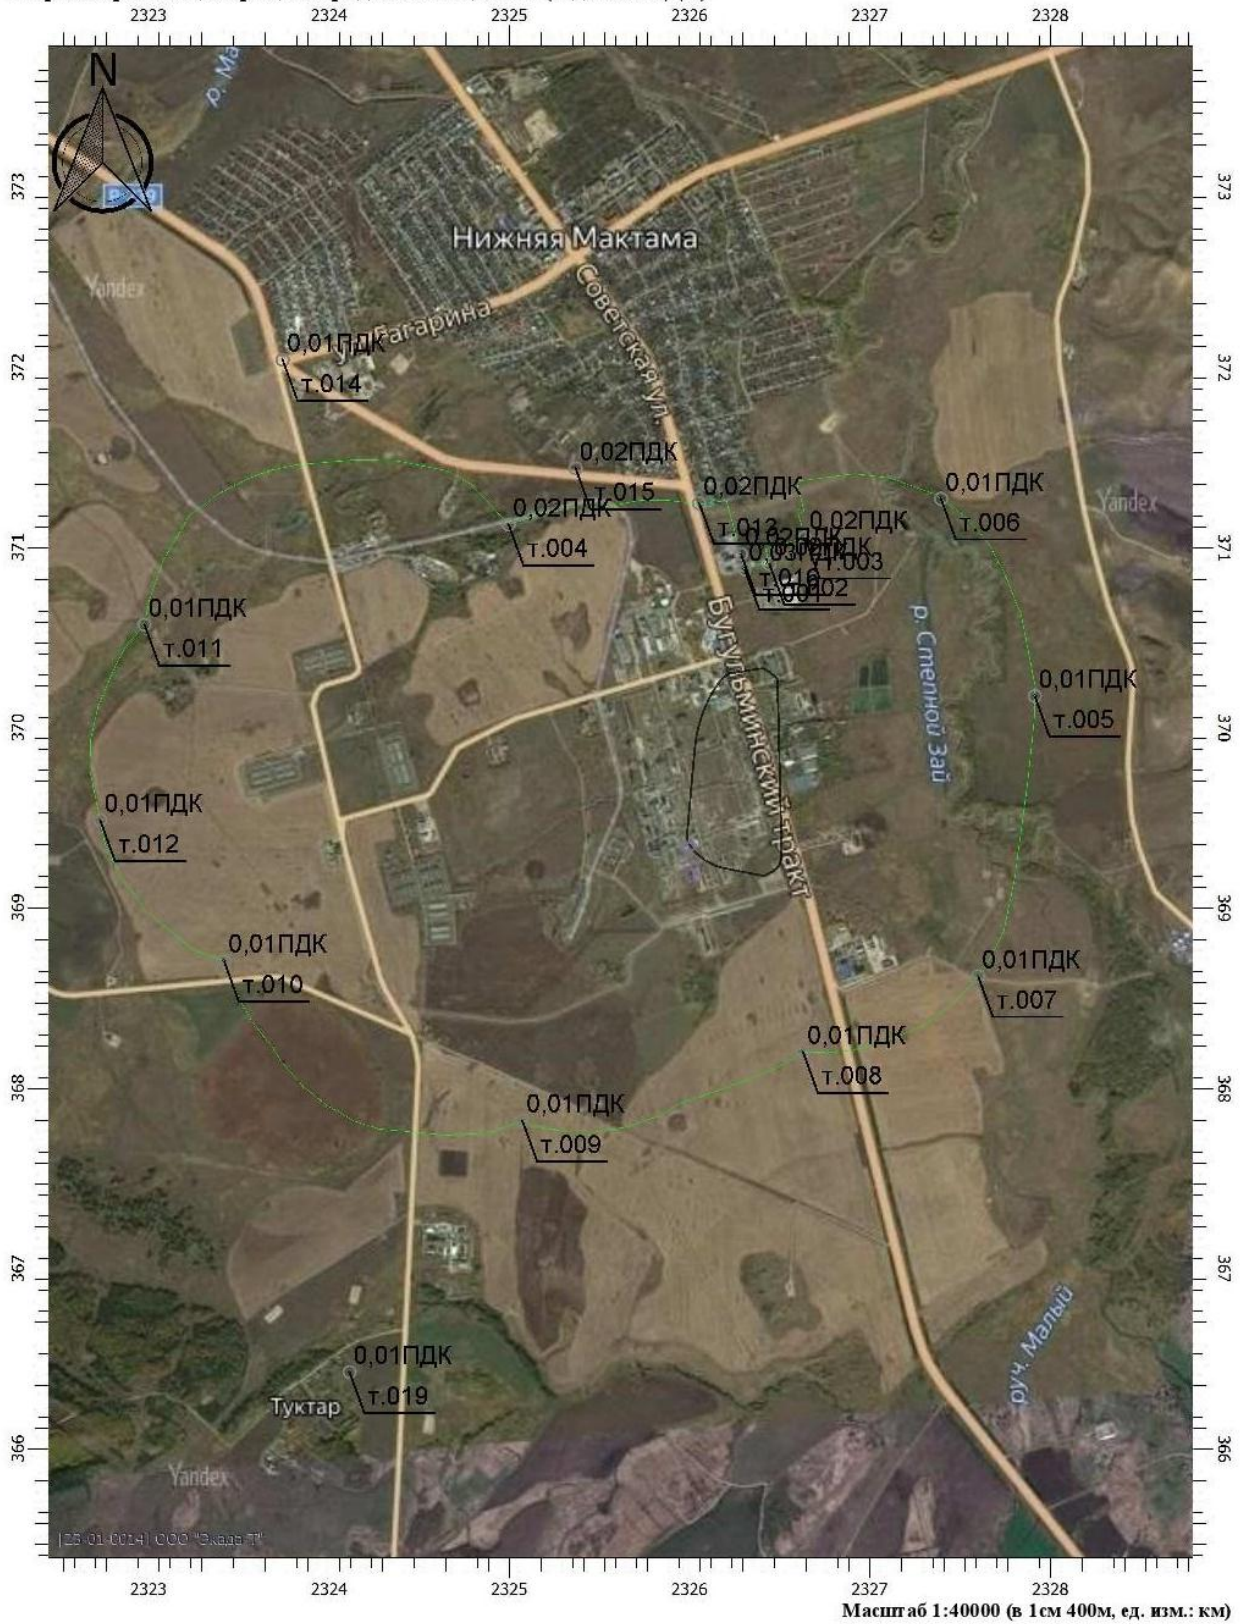 2323 2324 2325 2326 2327 2328
N
р. Ма
373
373
Нижняя Мактама
Yandex
Советская ул.
Гагарина
0,01ПДК
т.014
372
372
0,02ПДК
т.015
0,02ПДК
0,01ПДК
т.006
Yandex
0,02ПДК
т.004
т.013
0,02ПДК
т.003
371
371
0,01ПДК
т.011
Бугульминский тракт
р. Степной Зай
0,01ПДК
т.005
370
370
0,01ПДК
т.012
369
369
0,01ПДК
т.010
0,01ПДК
т.007
0,01ПДК
т.008
368
368
0,01ПДК
т.009
367
367
руч. Малый
0,01ПДК
т.019
Туктар
366
366
Yandex
2323 2324 2325 2326 2327 2328
Масштаб 1:40000 (в 1см 400м, ед. изм.: км)